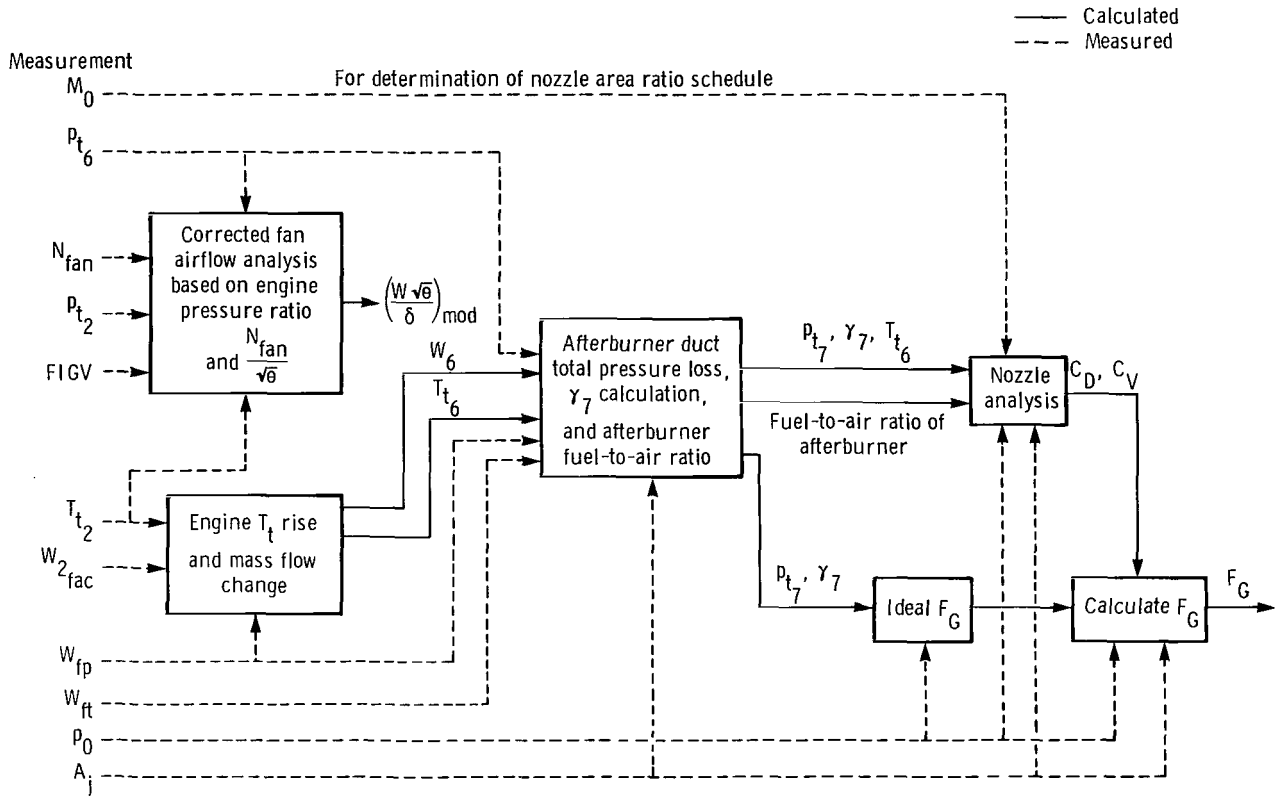 Calculated
Measured
Measurement
M0
For determination of nozzle area ratio schedule
pt6
Corrected fan
airflow analysis
based on engine
pressure ratio
and Nfan/√θ
Nfan
pt2
FIGV
(W √θ/δ)mod
W6
Tt6
Afterburner duct
total pressure loss,
γ7 calculation,
and afterburner
fuel-to-air ratio
pt7, γ7, Tt6
Fuel-to-air ratio of
afterburner
Nozzle
analysis
CD, CV
Tt2
W2fac
Engine Tt rise
and mass flow
change
pt7, γ7
Ideal FG
Calculate FG
FG
Wfp
Wft
p0
Aj